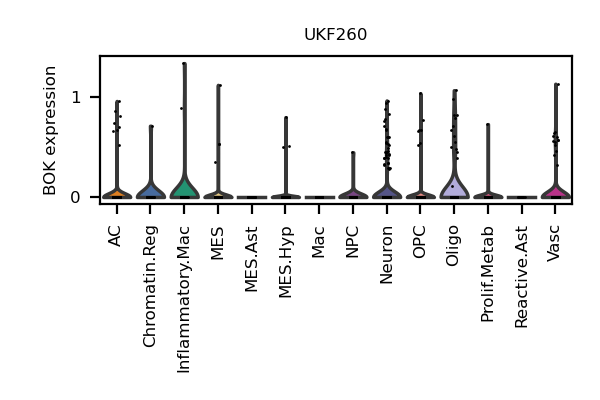 UKF260
BOK expression
1
0
AC
Chromatin.Reg
Inflammatory.Mac
MES
MES.Ast
MES.Hyp
Mac
NPC
Neuron
OPC
Oligo
Prolif.Metab
Reactive.Ast
Vasc